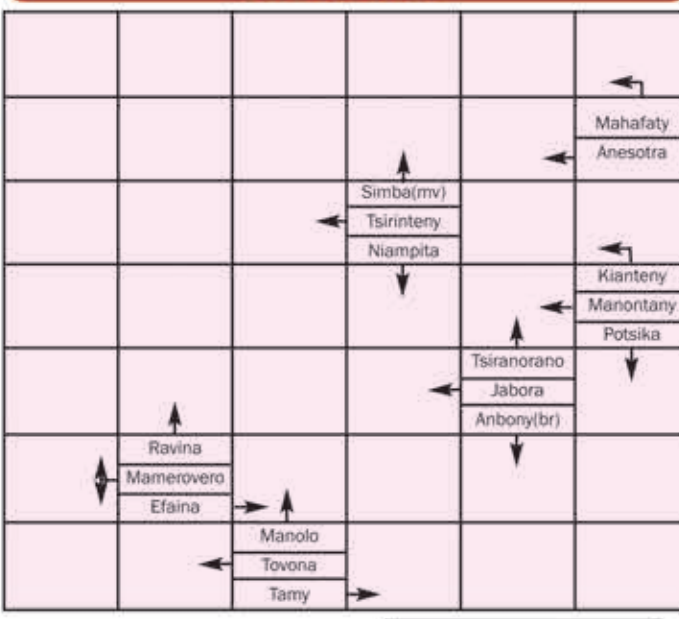 Mahafaty
Anesotra
Simba(mv)
Tsirinteny
Niampita
Kianteny
Manontany
Potsika
Tsiranorano
Jabora
Anbony(br)
Ravina
Mamerovero
Efaina
Manolo
Tovona
Tamy